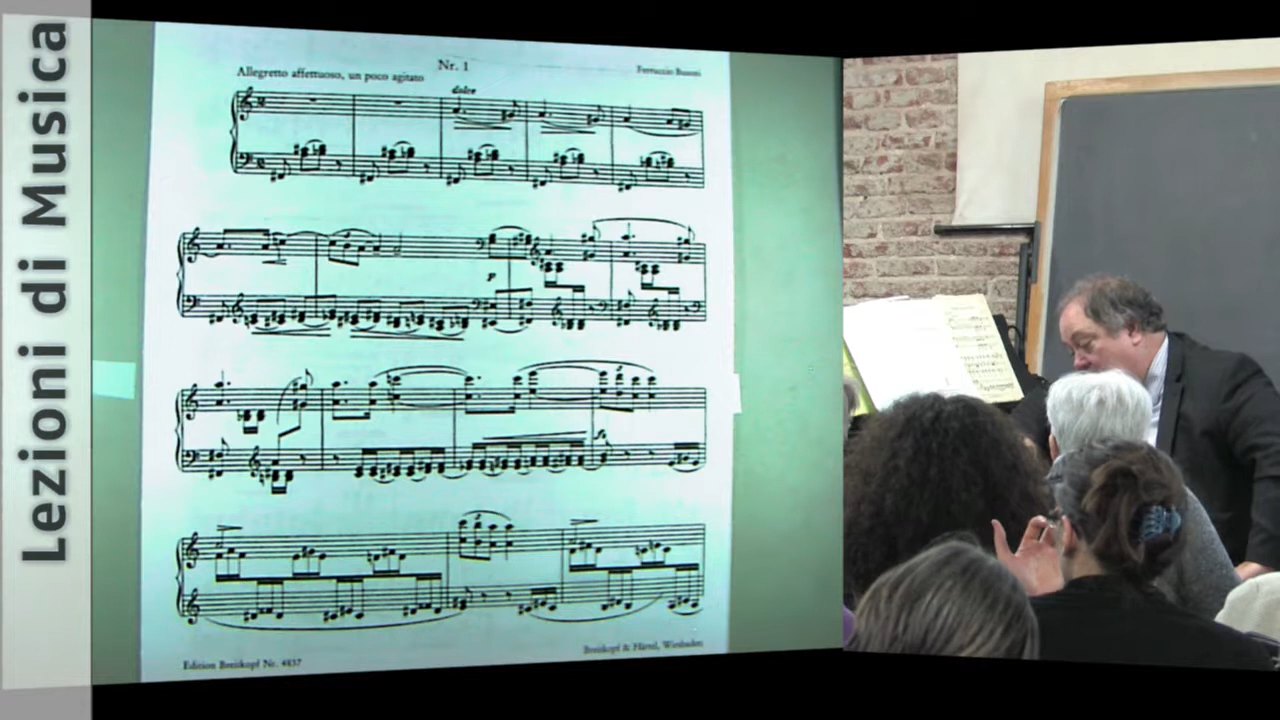 Lezioni di Musica
Nr. 1
Allegretto affettuoso, un poco agitato
Ferruccio Busoni
dolce
p
Breitkopf & Härtel, Wiesbaden
Edition Breitkopf Nr. 4837